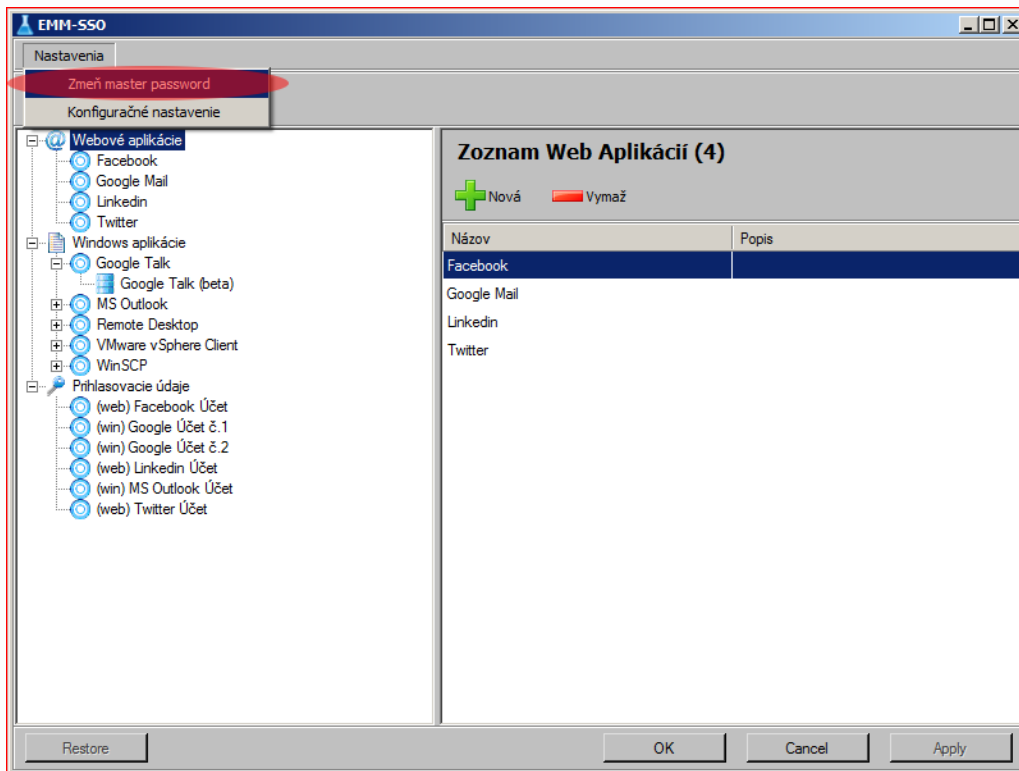 EMM-SSO
Nastavenia
Zmeň master password
Konfiguračné nastavenie
Webové aplikácie
Facebook
Google Mail
Linkedin
Twitter
Windows aplikácie
Google Talk
Google Talk (beta)
MS Outlook
Remote Desktop
VMware vSphere Client
WinSCP
Prihlasovacie údaje
(web) Facebook Účet
(win) Google Účet č.1
(win) Google Účet č.2
(web) Linkedin Účet
(win) MS Outlook Účet
(web) Twitter Účet
Zoznam Web Aplikácií (4)
Nová Vymaž
Názov Popis
Facebook
Google Mail
Linkedin
Twitter
Restore OK Cancel Apply